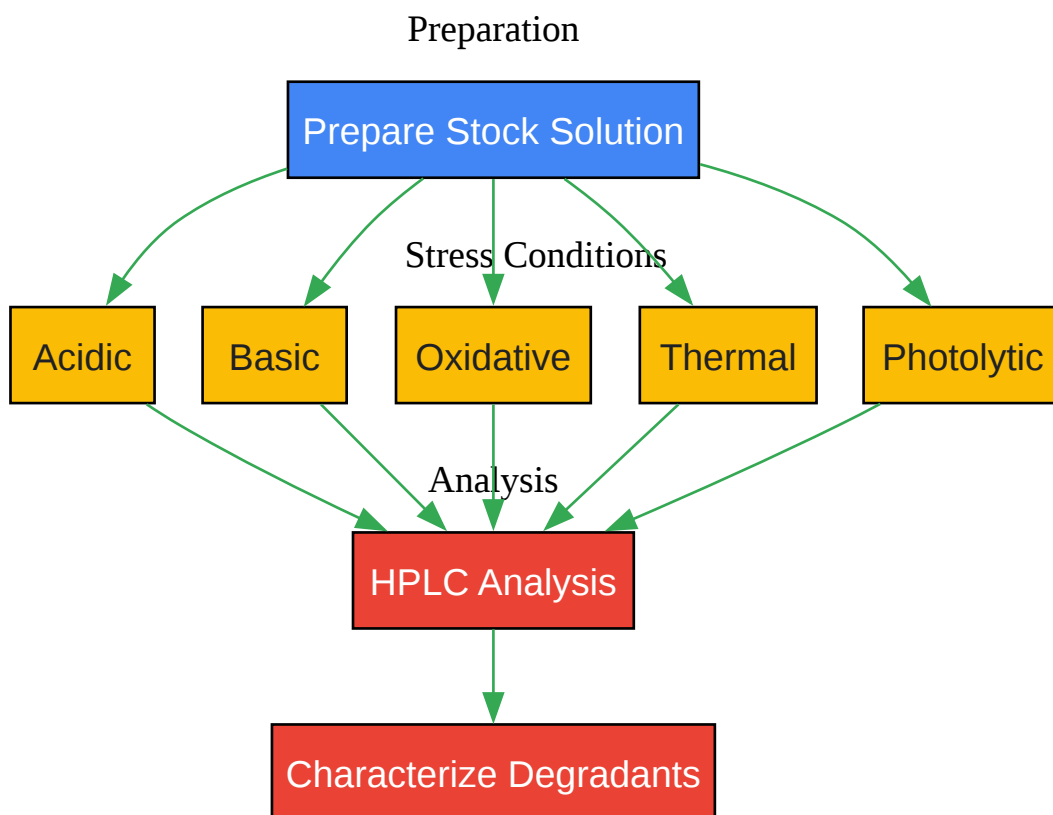 Preparation
Prepare Stock Solution
Stress Conditions
Acidic
Basic
Oxidative
Thermal
Photolytic
Analysis
HPLC Analysis
Characterize Degradants